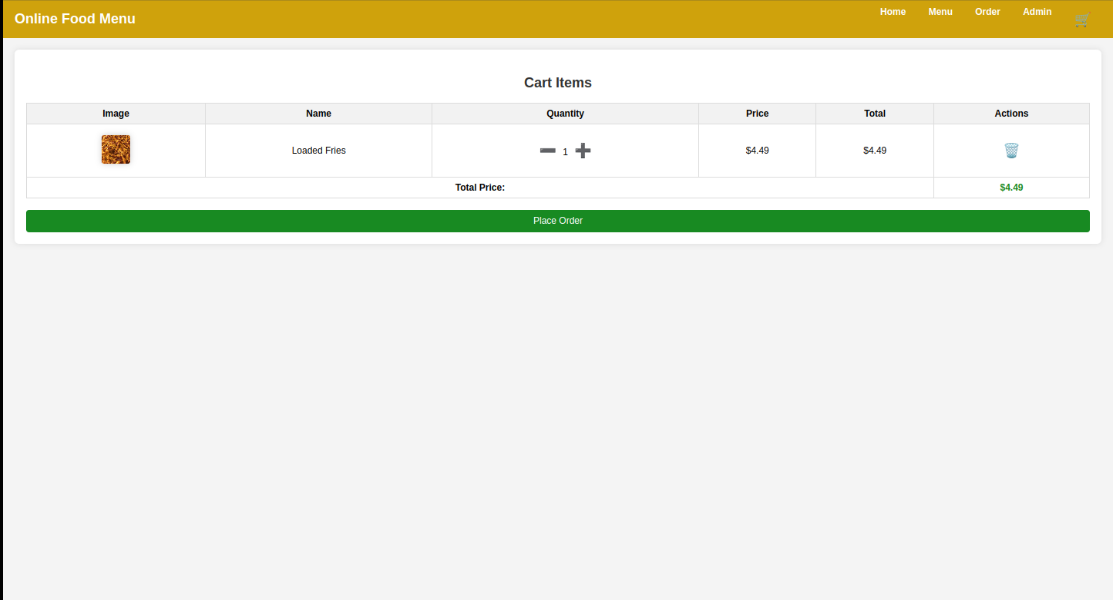 Online Food Menu
Home Menu Order Admin
Cart Items
Image Name Quantity Price Total Actions
Loaded Fries 1 $4.49 $4.49
Total Price: $4.49
Place Order